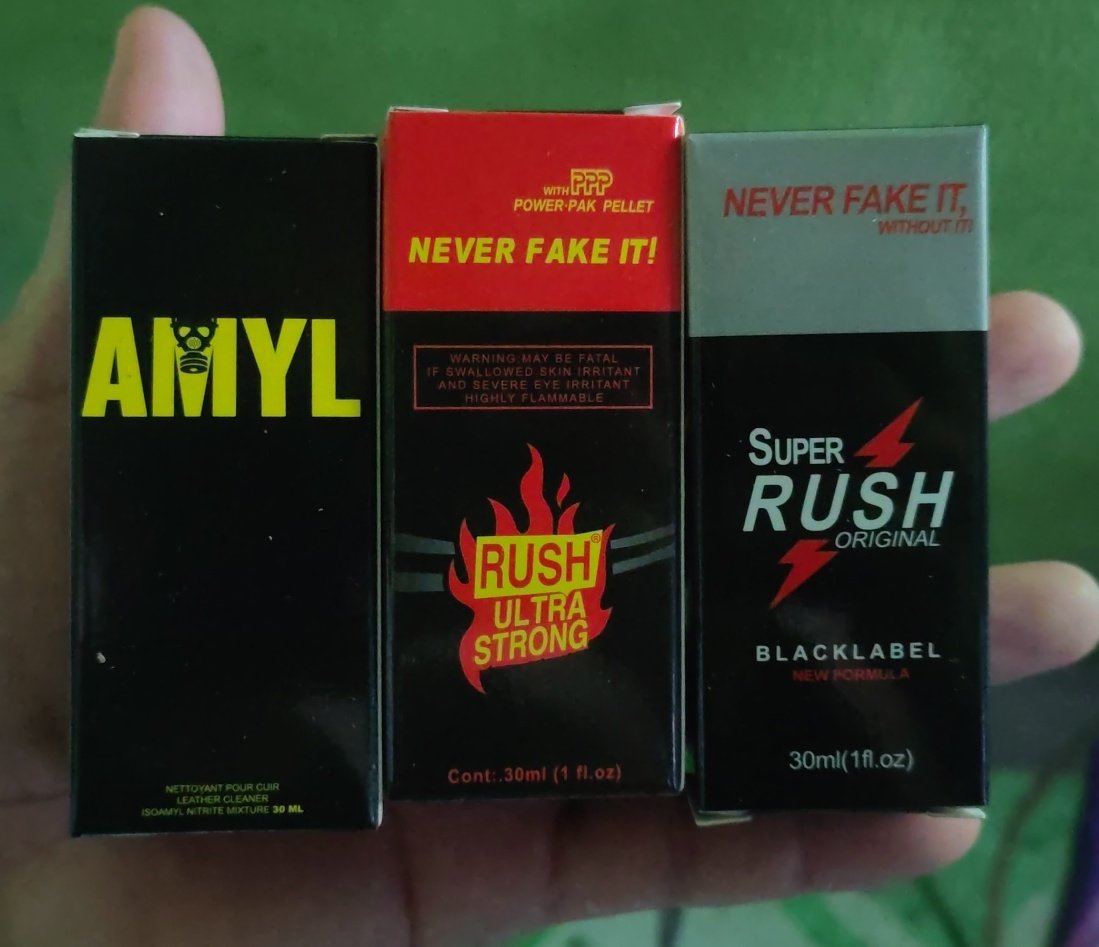 AMYL
NETTOYANT POUR CUIR
LEATHER CLEANER
ISOAMYL NITRITE MIXTURE 30 ML
WITH PPP
POWER-PAK PELLET
NEVER FAKE IT!
WARNING MAY BE FATAL
IF SWALLOWED SKIN IRRITANT
AND SEVERE EYE IRRITANT
HIGHLY FLAMMABLE
RUSH®
ULTRA
STRONG
Cont:.30ml (1 fl.oz)
NEVER FAKE IT,
WITHOUT IT!
SUPER
RUSH
ORIGINAL
BLACKLABEL
NEW FORMULA
30ml(1fl.oz)